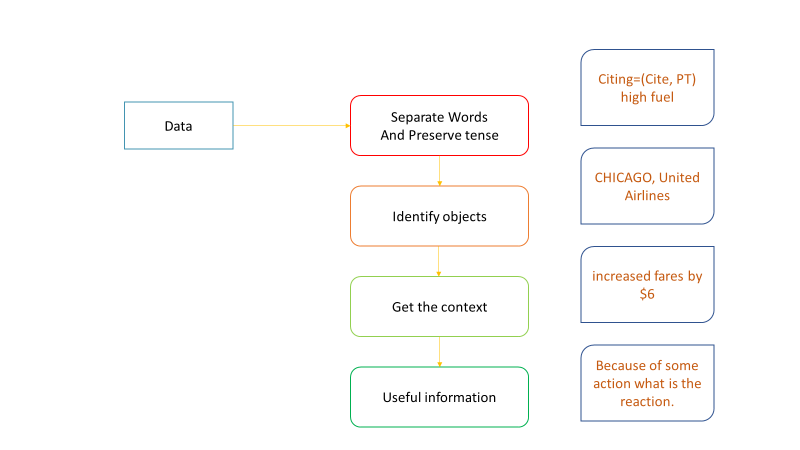 Data
Separate Words
And Preserve tense
Identify objects
Get the context
Useful information
Citing=(Cite, PT)
high fuel
CHICAGO, United
Airlines
increased fares by
$6
Because of some
action what is the
reaction.